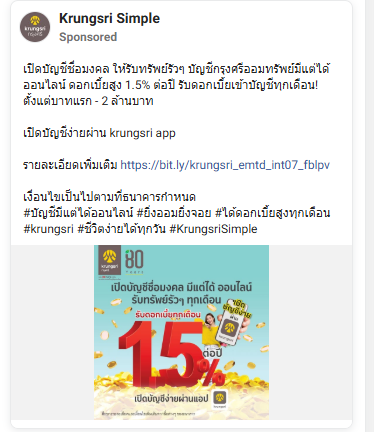 Krungsri Simple
Sponsored
เปิดบัญชีชื่อมงคล ให้รับทรัพย์รัวๆ บัญชีกรุงศรีออมทรัพย์มีแต่ได้
ออนไลน์ ดอกเบี้ยสูง 1.5% ต่อปี รับดอกเบี้ยเข้าบัญชีทุกเดือน!
ตั้งแต่บาทแรก - 2 ล้านบาท
เปิดบัญชีง่ายผ่าน krungsri app
รายละเอียดเพิ่มเติม https://bit.ly/krungsri_emtd_int07_fblpv
เงื่อนไขเป็นไปตามที่ธนาคารกำหนด
#บัญชีมีแต่ได้ออนไลน์ #ยิ่งออมยิ่งจอย #ได้ดอกเบี้ยสูงทุกเดือน
#krungsri #ชีวิตง่ายได้ทุกวัน #KrungsriSimple
krungsri
กรุงศรี
80
Years
เปิดบัญชีชื่อมงคล มีแต่ได้ ออนไลน์
รับทรัพย์รัวๆ ทุกเดือน
รับดอกเบี้ยทุกเดือน
เปิด
บัญชีง่าย
1.5%
ต่อปี
เปิดบัญชีง่ายผ่านแอป